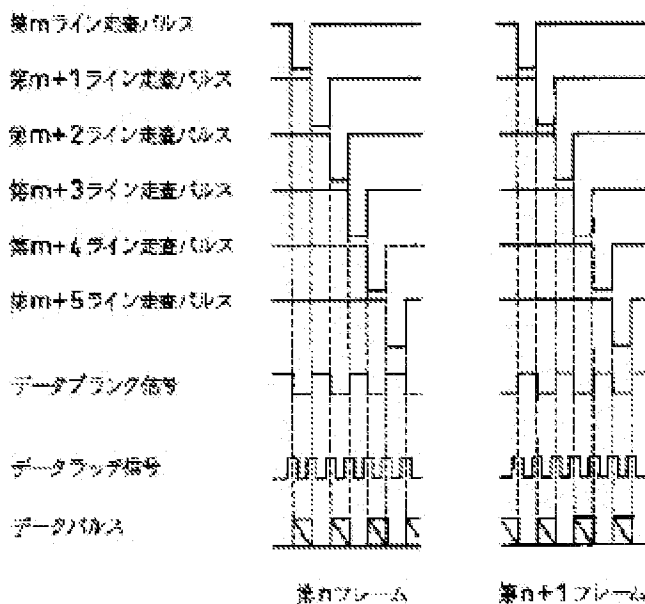 第mライン走査パルス
第m+1ライン走査パルス
第m+2ライン走査パルス
第m+3ライン走査パルス
第m+4ライン走査パルス
第m+5ライン走査パルス
データブランク信号
データラッチ信号
データパルス
第nフレーム
第n+1フレーム